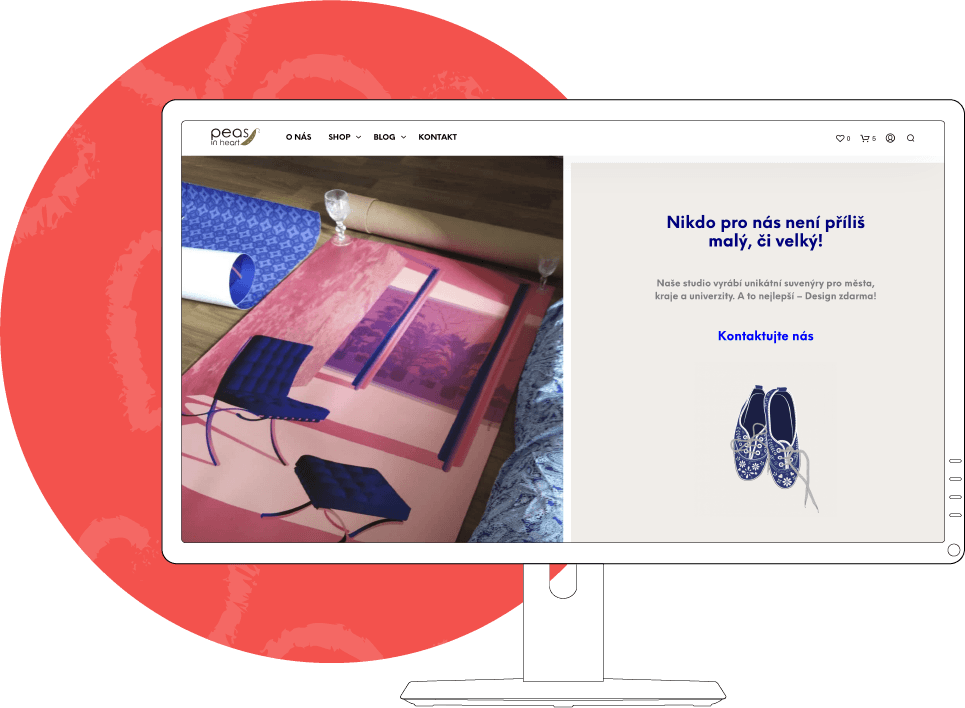 peas
in heart
O NÁS SHOP BLOG KONTAKT
0 5
Nikdo pro nás není příliš
malý, či velký!
Naše studio vyrábí unikátní suvenýry pro města,
kraje a univerzity. A to nejlepší – Design zdarma!
Kontaktujte nás